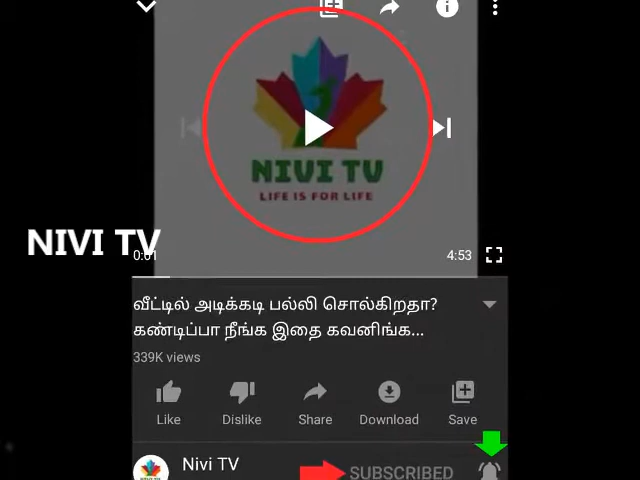 NIVI TV
LIFE IS FOR LIFE
NIVI TV
0:01
4:53
வீட்டில் அடிக்கடி பல்லி சொல்கிறதா?
கண்டிப்பா நீங்க இதை கவனிங்க...
339K views
Like Dislike Share Download Save
Nivi TV
SUBSCRIBED